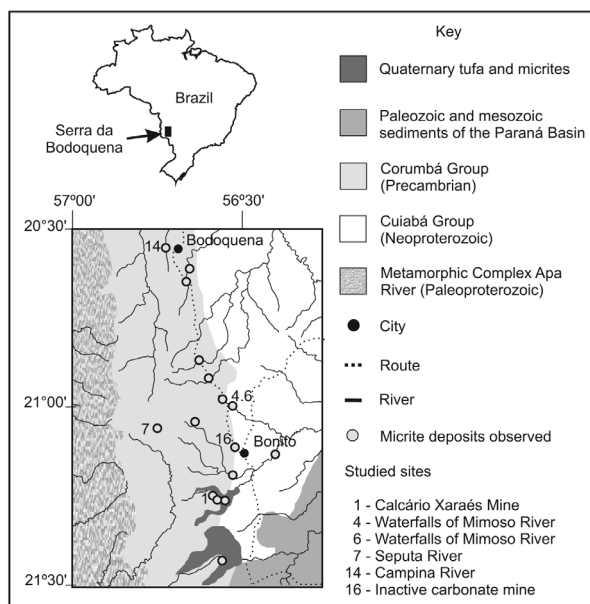 Brazil
Serra da
Bodoquena
57º00'
56º30'
20º30'
21º00'
21º30'
14
Bodoquena
4.6
7
16
Bonito
1
Key
Quaternary tufa and micrites
Paleozoic and mesozoic
sediments of the Paraná Basin
Corumbá Group
(Precambrian)
Cuiabá Group
(Neoproterozoic)
Metamorphic Complex Apa
River (Paleoproterozoic)
City
Route
River
Micrite deposits observed
Studied sites
1 - Calcário Xaraés Mine
4 - Waterfalls of Mimoso River
6 - Waterfalls of Mimoso River
7 - Seputa River
14 - Campina River
16 - Inactive carbonate mine